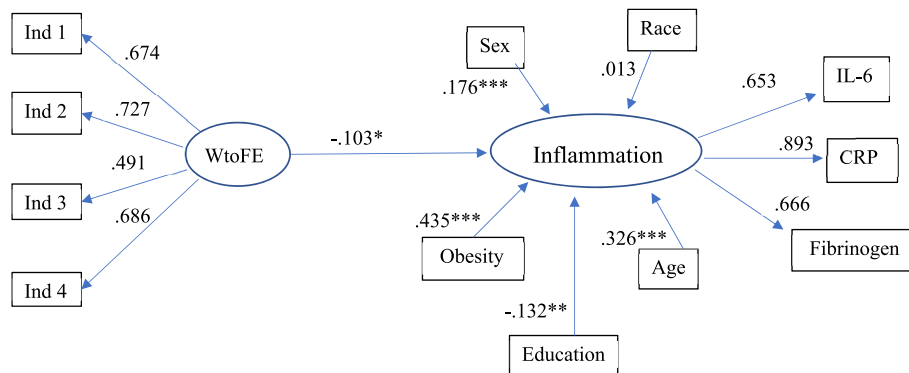 Ind 1
.674
Ind 2
.727
Ind 3
.491
Ind 4
.686
WtoFE
-.103*
Sex
.176***
Race
.013
Inflammation
.653
IL-6
.893
CRP
.666
Fibrinogen
.435***
Obesity
.326***
Age
-.132**
Education